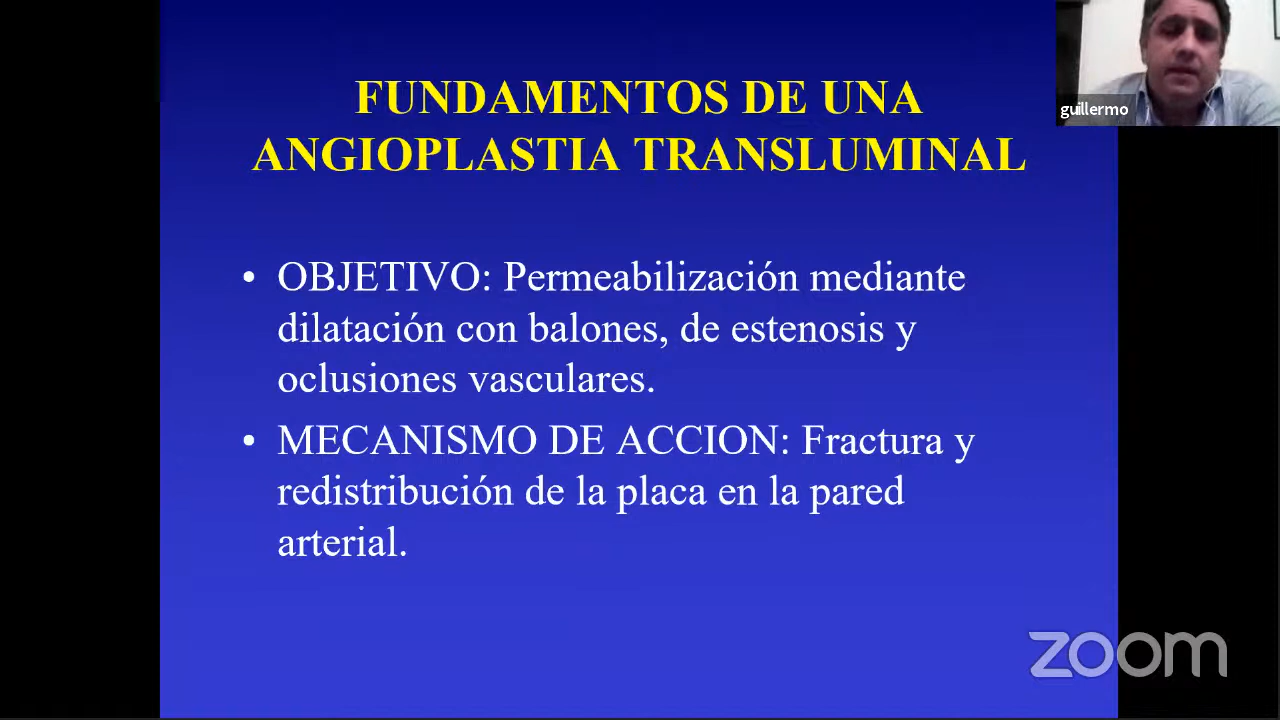 FUNDAMENTOS DE UNA
ANGIOPLASTIA TRANSLUMINAL
guillermo
• OBJETIVO: Permeabilización mediante
dilatación con balones, de estenosis y
oclusiones vasculares.
• MECANISMO DE ACCION: Fractura y
redistribución de la placa en la pared
arterial.
zoom